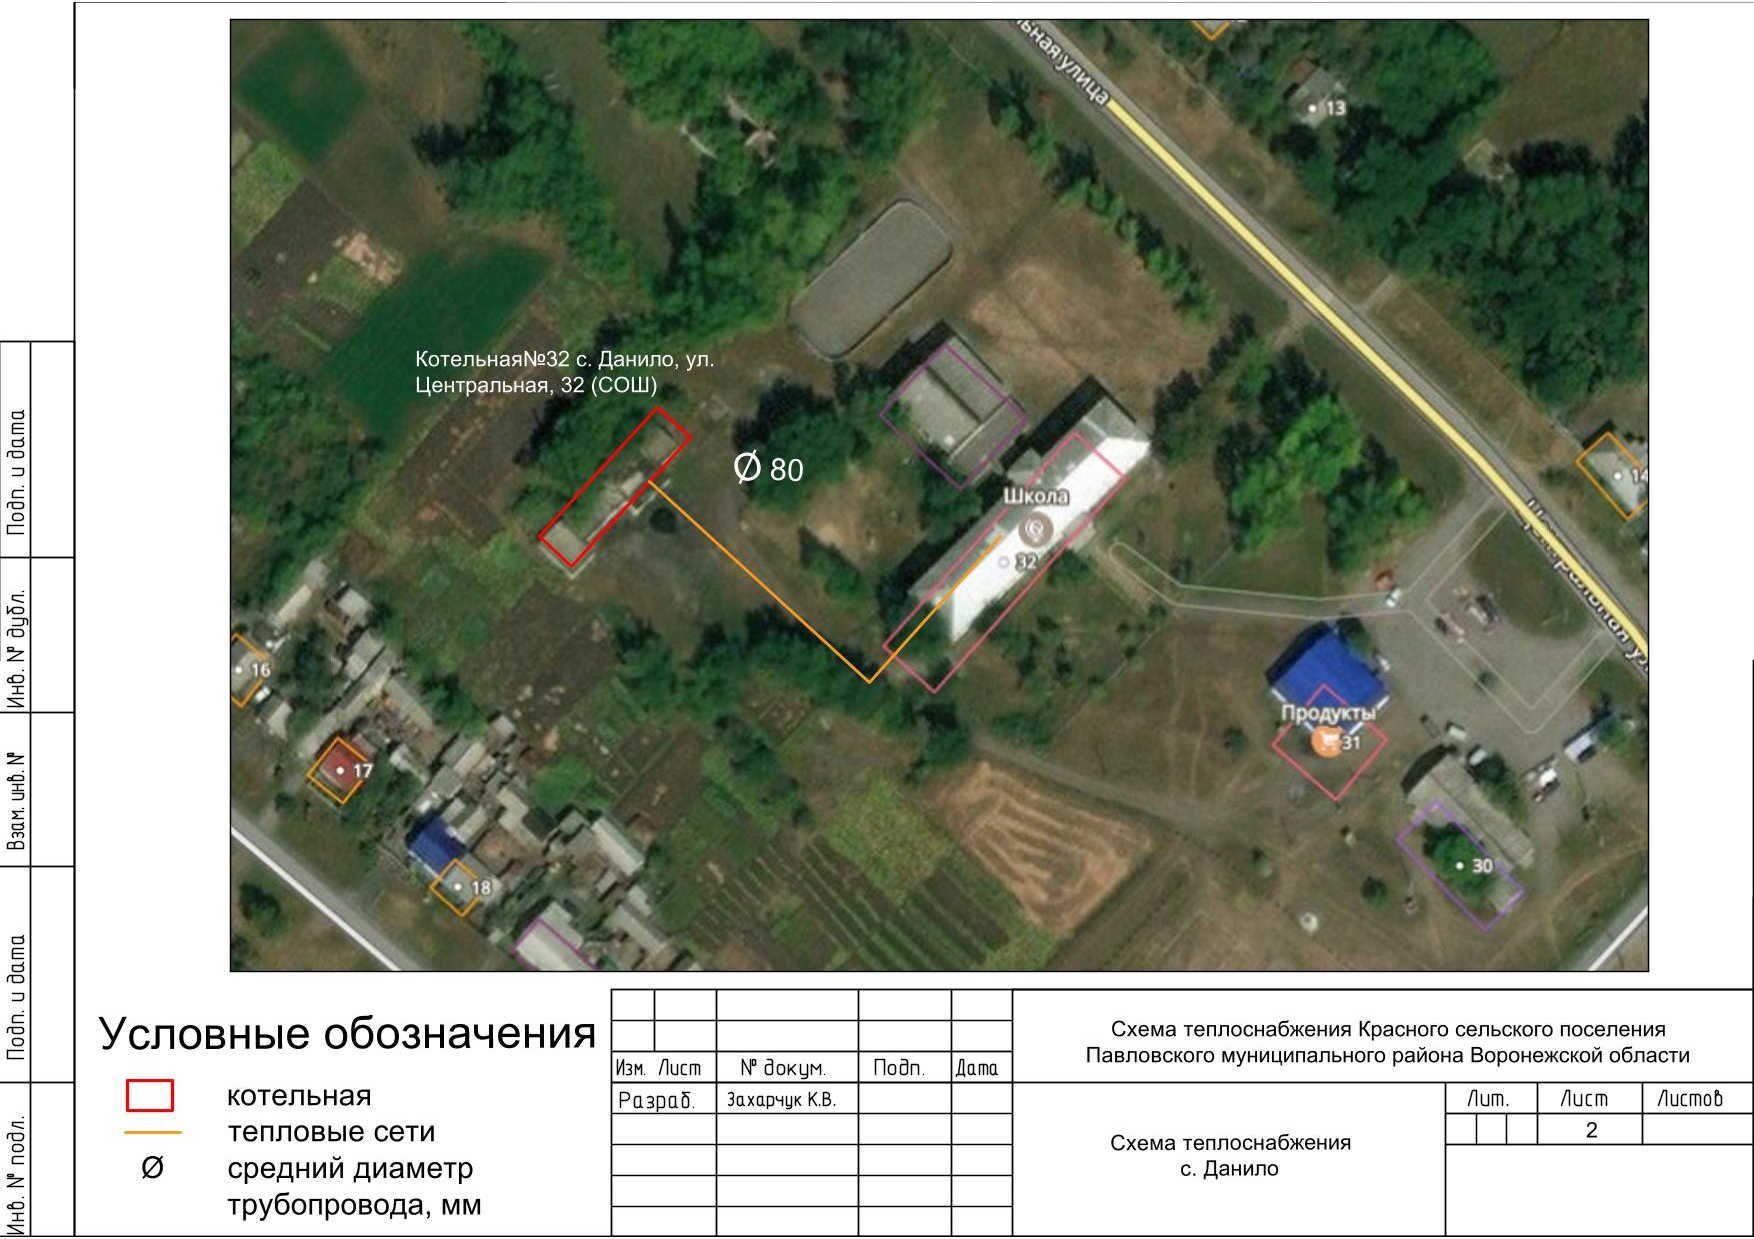 ьная улица
13
Котельная№32 с. Данило, ул.
Центральная, 32 (СОШ)
Ø 80
14
Школа
32
16
Продукты
31
17
30
18
Условные обозначения
котельная
тепловые сети
Ø средний диаметр
трубопровода, мм
Изм. Лист № докум. Подп. Дата
Разраб. Захарчук К.В.
Схема теплоснабжения Красного сельского поселения
Павловского муниципального района Воронежской области
Схема теплоснабжения
с. Данило
Лит. Лист Листов
2
Подп. и дата
Инв. № дубл.
Взам. инв. №
Подп. и дата
Инв. № подл.